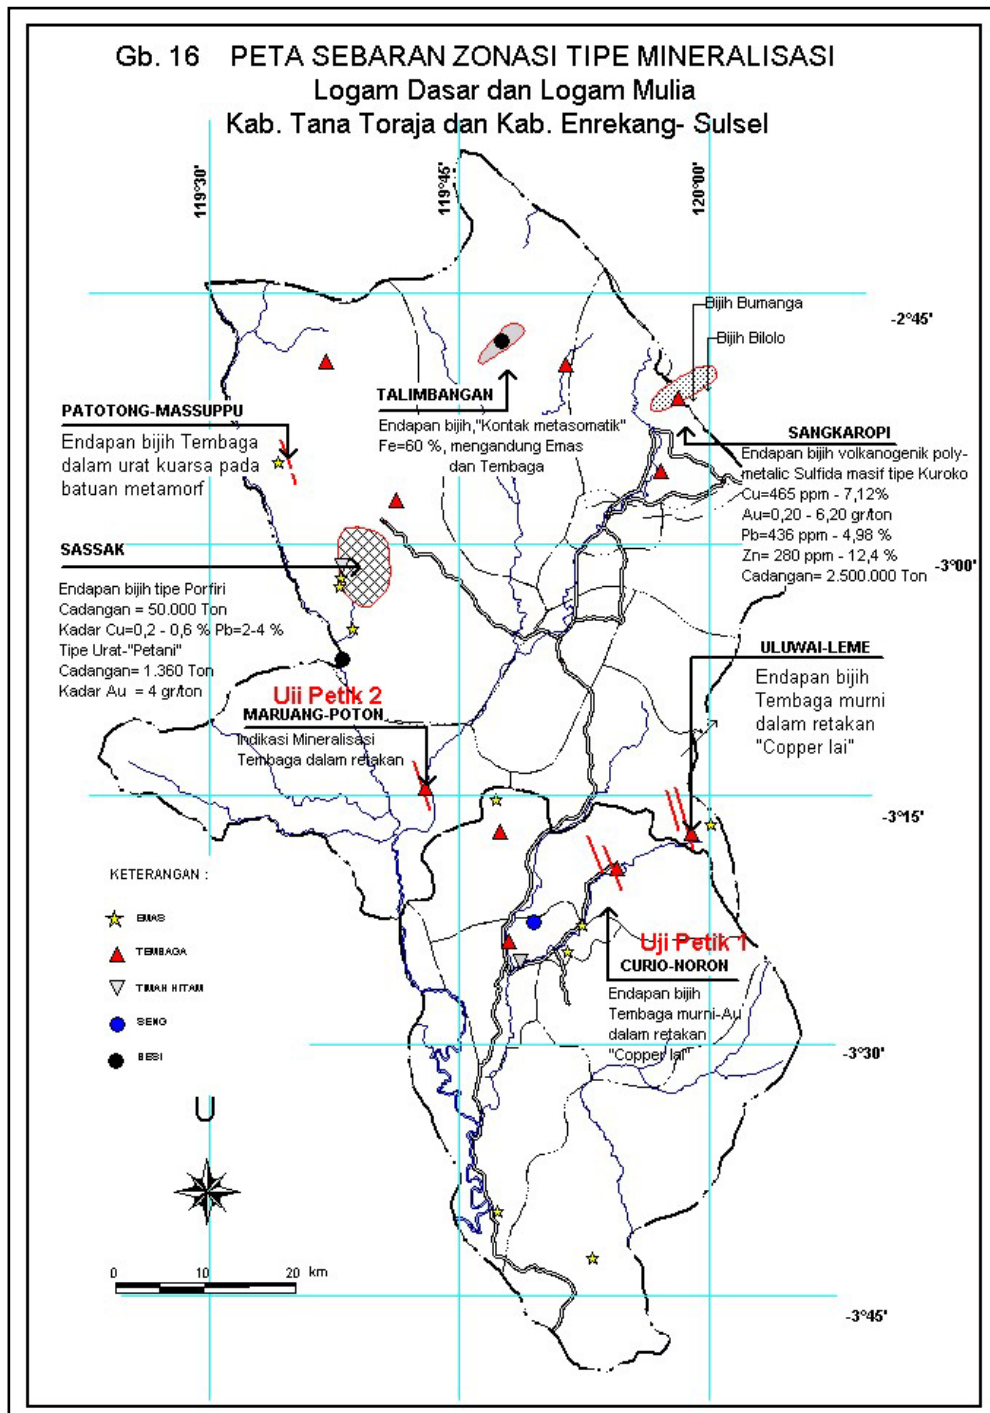 Gb. 16 PETA SEBARAN ZONASI TIPE MINERALISASI
Logam Dasar dan Logam Mulia
Kab. Tana Toraja dan Kab. Enrekang- Sulsel
119°30'
119°45'
120°00'
-2°45'
Bijih Bumanga
Bijih Bilolo
TALIMBANGAN
Endapan bijih,"Kontak metasomatik"
Fe=60 %, mengandung Emas
dan Tembaga
PATOTONG-MASSUPPU
Endapan bijih Tembaga
dalam urat kuarsa pada
batuan metamorf
SANGKAROPI
Endapan bijih volkanogenik poly-
metalic Sulfida masif tipe Kuroko
Cu=465 ppm - 7,12%
Au=0,20 - 6,20 gr/ton
Pb=436 ppm - 4,98 %
Zn= 280 ppm - 12,4 %
Cadangan= 2.500.000 Ton
-3°00'
SASSAK
Endapan bijih tipe Porfiri
Cadangan = 50.000 Ton
Kadar Cu=0,2 - 0,6 % Pb=2-4 %
Tipe Urat-"Petani"
Cadangan= 1.360 Ton
Kadar Au = 4 gr/ton
ULUWAI-LEME
Endapan bijih
Tembaga murni
dalam retakan
"Copper lai"
Uii Petik 2
MARUANG-POTON
Indikasi Mineralisasi
Tembaga dalam retakan
-3°15'
KETERANGAN :
EMAS
TEMBAGA
TIMAH HITAM
SENG
BESI
Uji Petik 1
CURIO-NORON
Endapan bijih
Tembaga murni-Au
dalam retakan
"Copper lai"
-3°30'
U
0 10 20 km
-3°45'